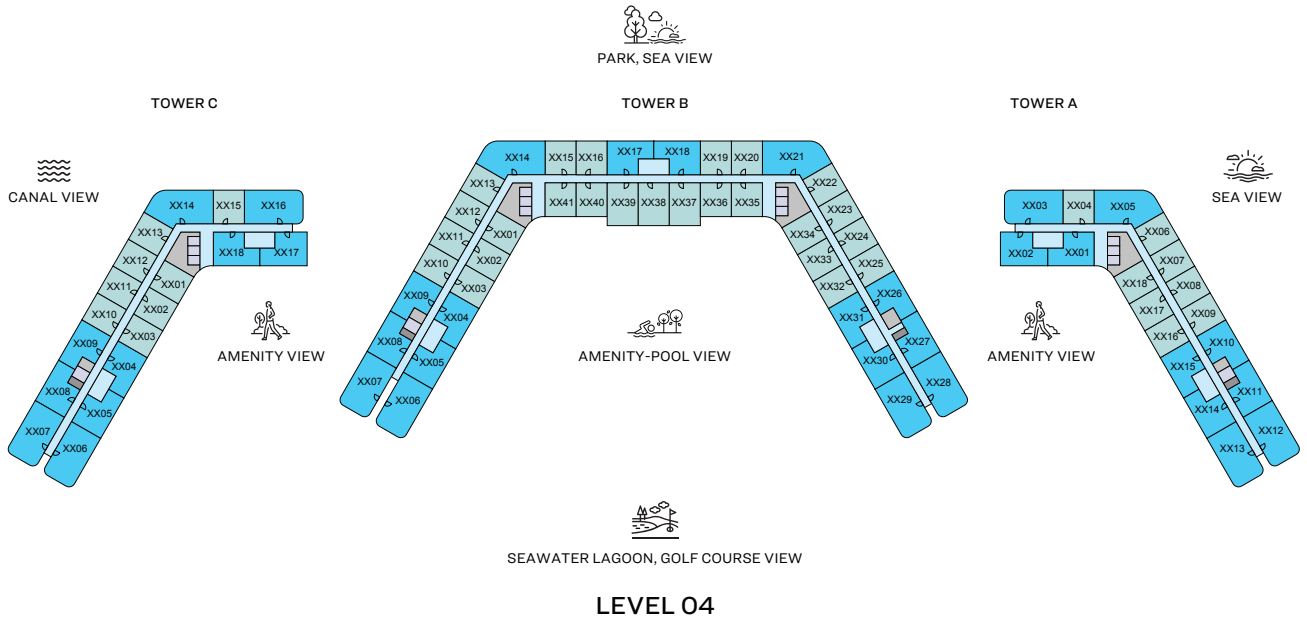 PARK, SEA VIEW
TOWER C
TOWER B
TOWER A
CANAL VIEW
SEA VIEW
XX14
XX15
XX16
XX13
XX12
XX11
XX10
XX09
XX08
XX07
XX06
XX05
XX04
XX03
XX02
XX01
XX18
XX17
XX14
XX15
XX16
XX17
XX18
XX19
XX20
XX21
XX13
XX12
XX11
XX10
XX09
XX08
XX07
XX06
XX05
XX04
XX03
XX02
XX01
XX41
XX40
XX39
XX38
XX37
XX36
XX35
XX22
XX23
XX24
XX25
XX26
XX27
XX28
XX29
XX30
XX31
XX32
XX33
XX34
XX03
XX04
XX05
XX02
XX01
XX06
XX07
XX08
XX09
XX10
XX11
XX12
XX13
XX14
XX15
XX16
XX17
XX18
AMENITY VIEW
AMENITY-POOL VIEW
AMENITY VIEW
SEAWATER LAGOON, GOLF COURSE VIEW
LEVEL 04